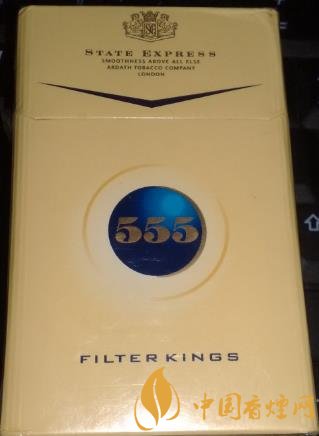 STATE EXPRESS
SMOOTHNESS ABOVE ALL ELSE
ARDATH TOBACCO COMPANY
LONDON
555
FILTER KINGS
中国香烟网